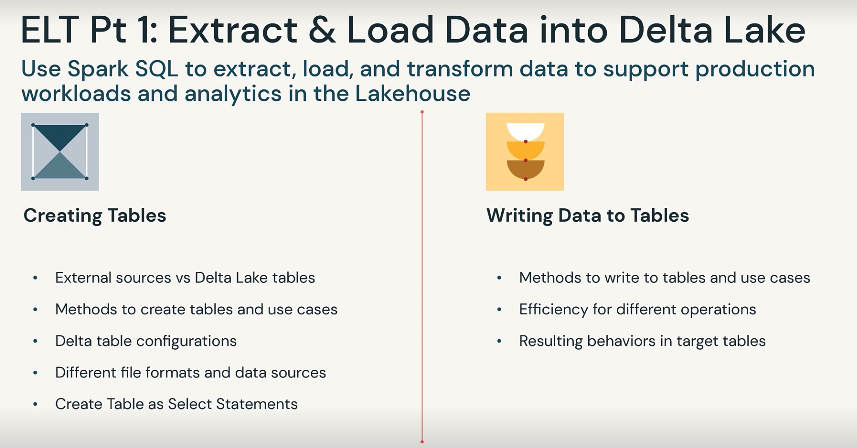 ELT Pt 1: Extract & Load Data into Delta Lake
Use Spark SQL to extract, load, and transform data to support production
workloads and analytics in the Lakehouse
Creating Tables
• External sources vs Delta Lake tables
• Methods to create tables and use cases
• Delta table configurations
• Different file formats and data sources
• Create Table as Select Statements
Writing Data to Tables
• Methods to write to tables and use cases
• Efficiency for different operations
• Resulting behaviors in target tables